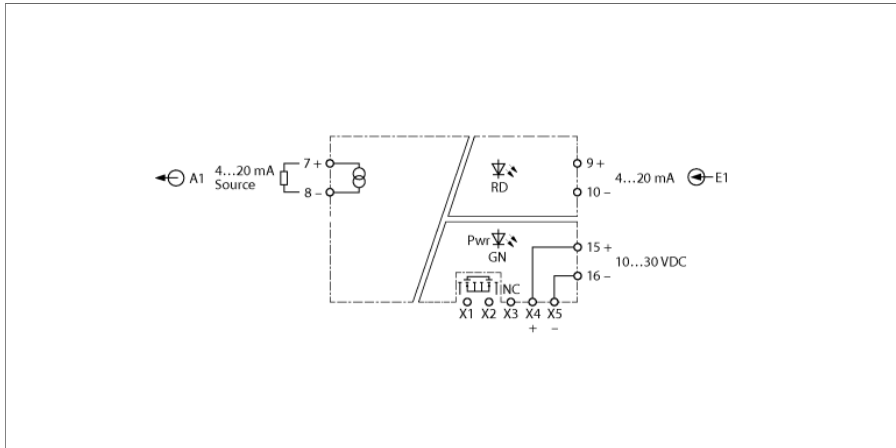 A1
4...20 mA
Source
7 +
8 –
RD
9 +
10 –
4...20 mA
E1
Pwr
GN
15 +
16 –
10...30 VDC
NC
X1 X2 X3 X4 X5
+ –